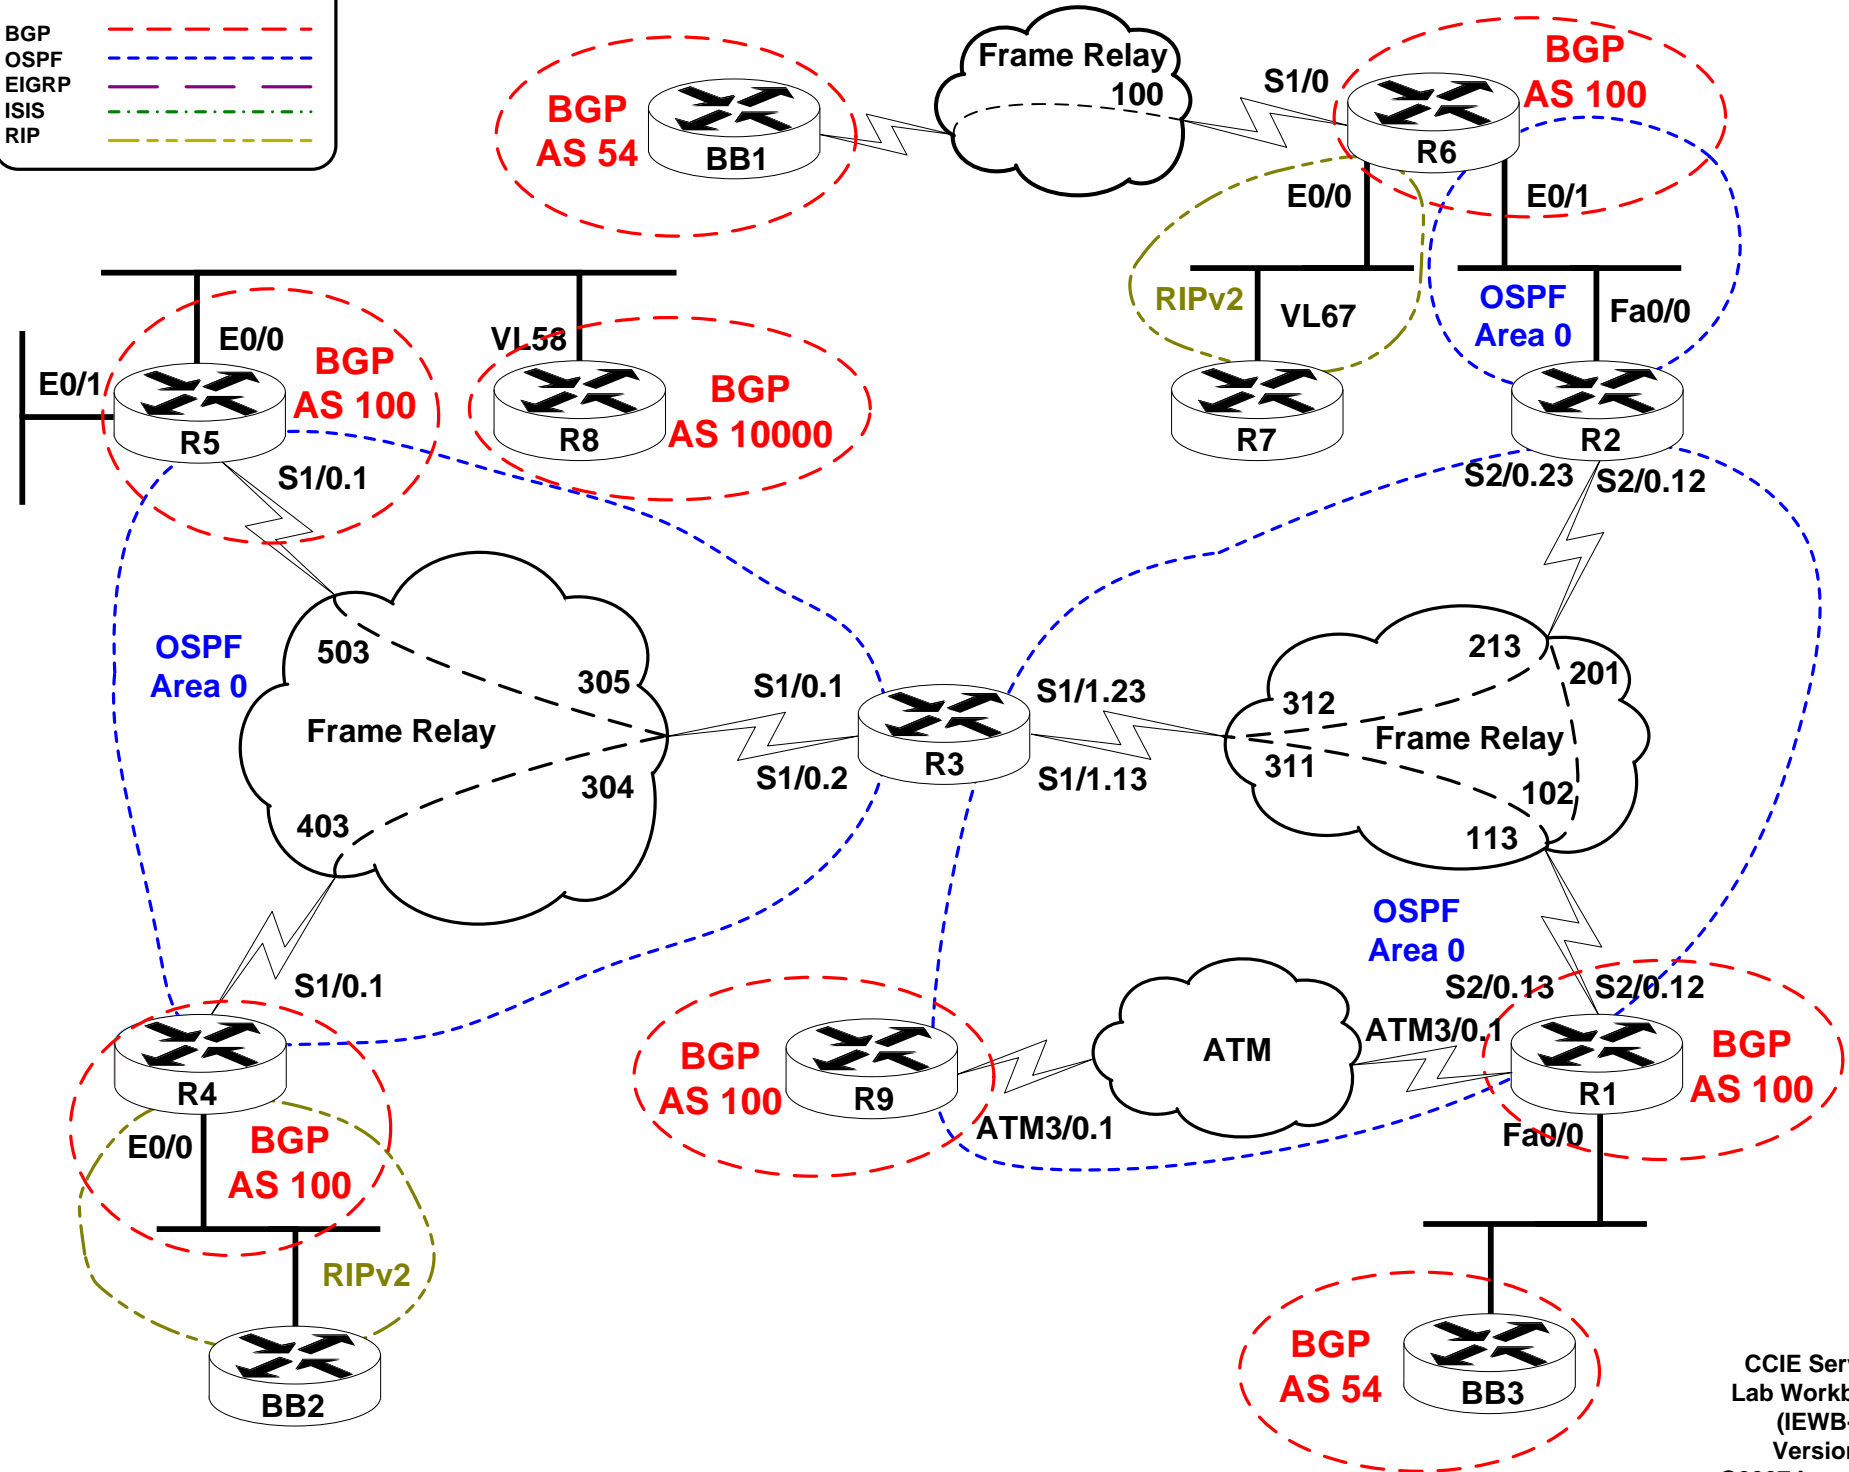 BGP
OSPF
EIGRP
ISIS
RIP
Frame Relay
100
S1/0
BGP
AS 100
BGP
AS 54
BB1
R6
E0/0
E0/1
RIPv2
VL67
OSPF
Area 0
Fa0/0
E0/0
VL58
E0/1
BGP
AS 100
BGP
AS 10000
R5
R8
R7
R2
S1/0.1
S2/0.23
S2/0.12
OSPF
Area 0
503
305
Frame Relay
304
403
S1/0.1
S1/0.2
R3
S1/1.23
S1/1.13
213
201
312
Frame Relay
311
102
113
OSPF
Area 0
S1/0.1
S2/0.13
S2/0.12
R4
BGP
AS 100
R9
ATM3/0.1
ATM
ATM3/0.1
R1
BGP
AS 100
E0/0
BGP
AS 100
Fa0/0
RIPv2
BB2
BGP
AS 54
BB3
CCIE
Lab
(IEWB-